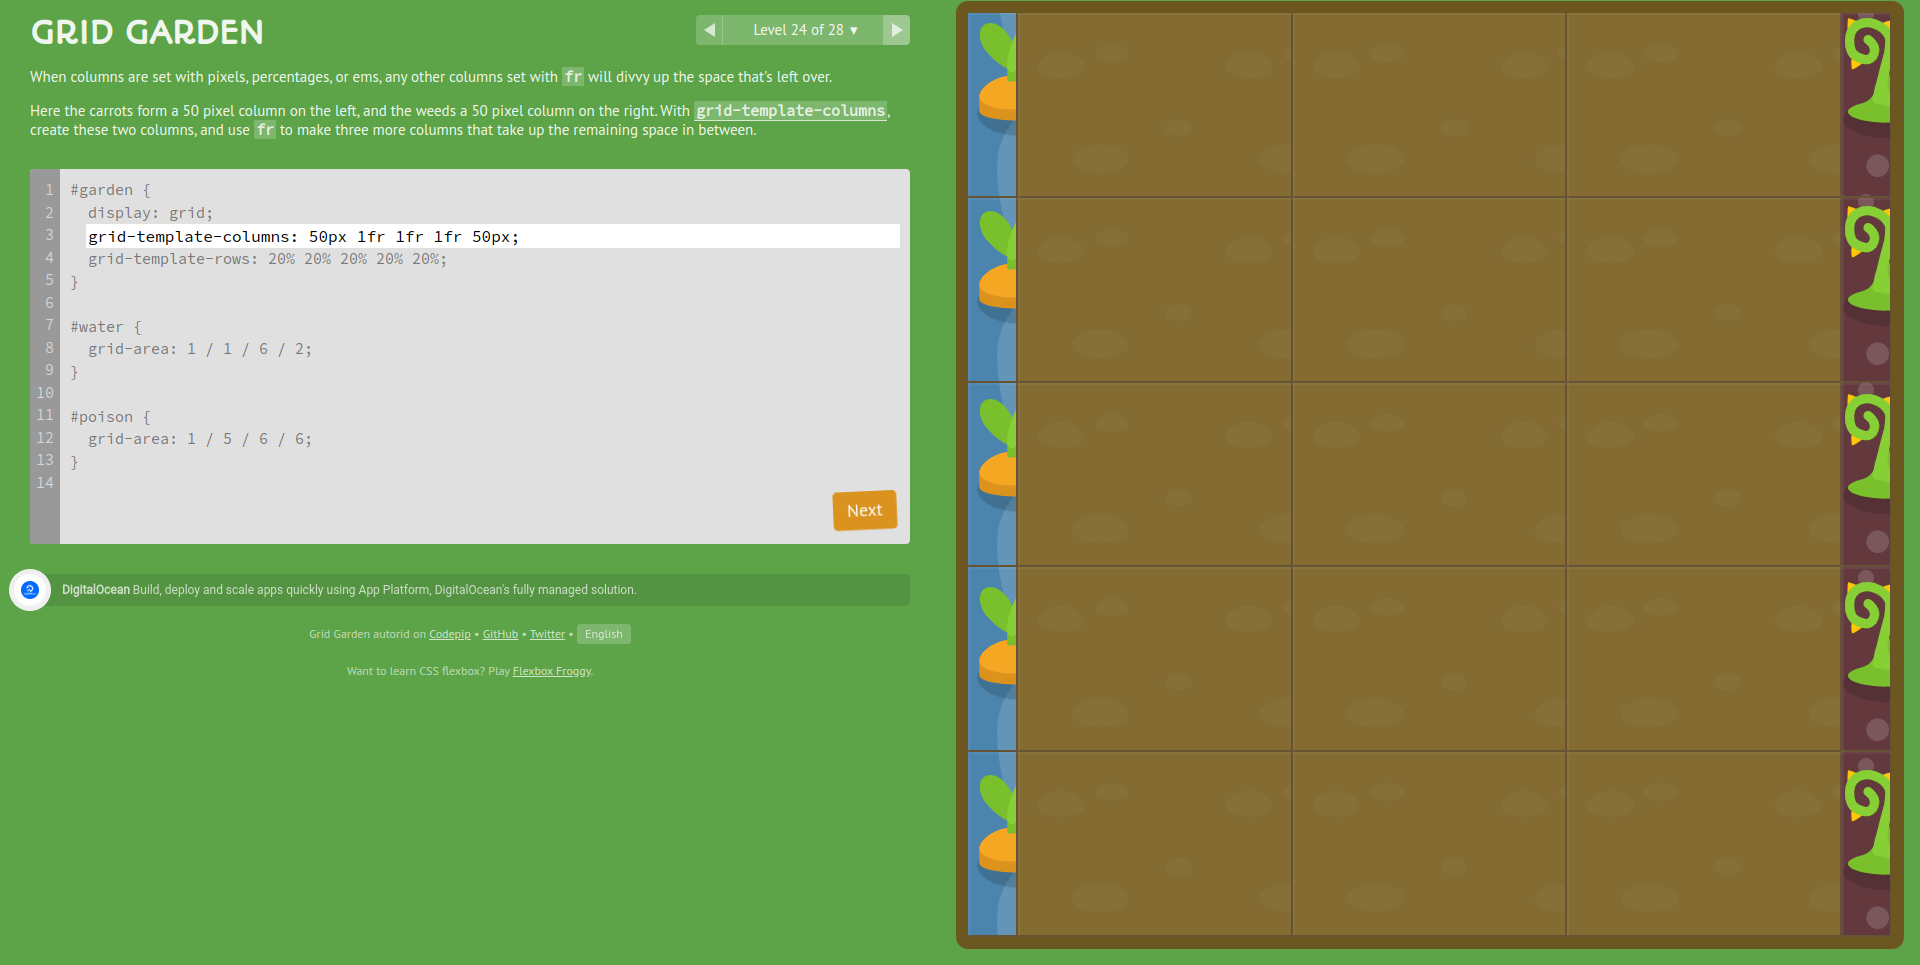 GRID GARDEN
◀ Level 24 of 28 ▾ ▶
When columns are set with pixels, percentages, or ems, any other columns set with fr will divvy up the space that's left over.
Here the carrots form a 50 pixel column on the left, and the weeds a 50 pixel column on the right. With grid-template-columns,
create these two columns, and use fr to make three more columns that take up the remaining space in between.
1 #garden {
2   display: grid;
3   grid-template-columns: 50px 1fr 1fr 1fr 50px;
4   grid-template-rows: 20% 20% 20% 20% 20%;
5 }
6
7 #water {
8   grid-area: 1 / 1 / 6 / 2;
9 }
10
11 #poison {
12   grid-area: 1 / 5 / 6 / 6;
13 }
14
Next
DigitalOcean Build, deploy and scale apps quickly using App Platform, DigitalOcean's fully managed solution.
Grid Garden autorid on Codepip • GitHub • Twitter • English
Want to learn CSS flexbox? Play Flexbox Froggy.